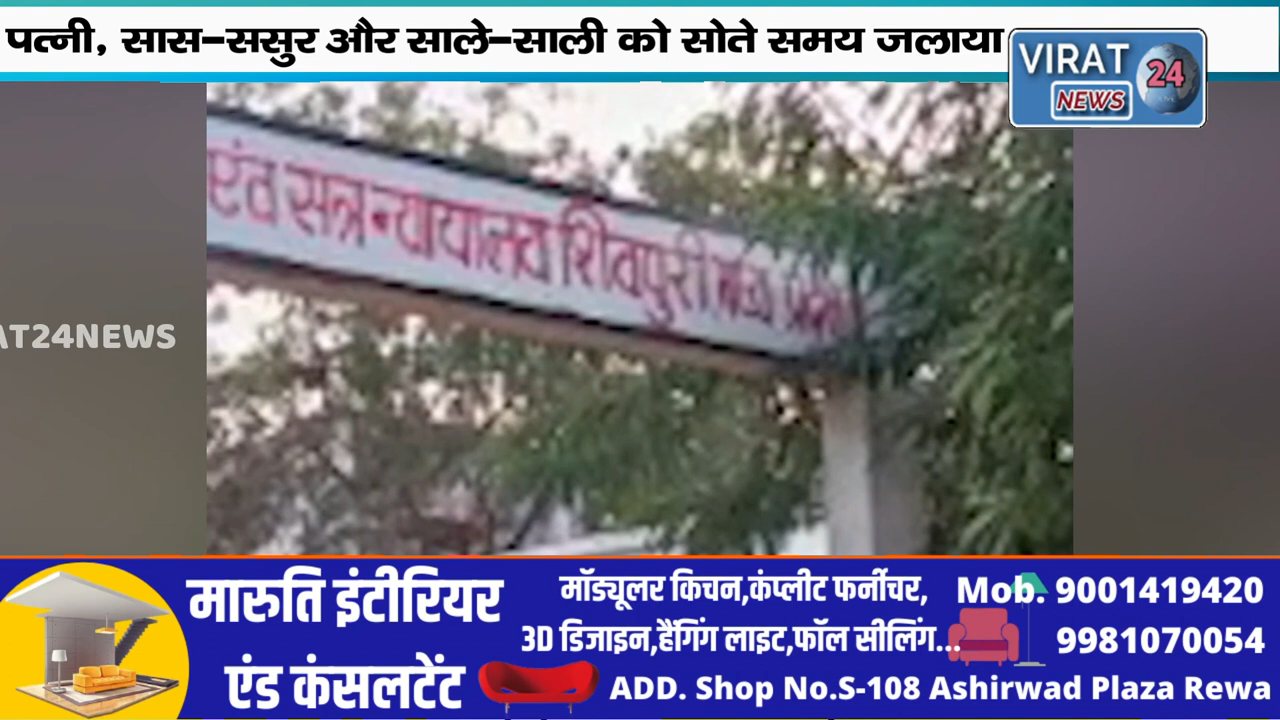 पत्नी, सास-ससुर और साले-साली को सोते समय जलाया
VIRAT 24
NEWS
एंव सत्र न्यायालय शिवपुरी मध्य
AT24NEWS
मारुति इंटीरियर
एंड कंसलटेंट
मॉड्यूलर किचन,कंप्लीट फर्नीचर,
3D डिजाइन,हैंगिंग लाइट,फॉल सीलिंग...
Mob. 9001419420
9981070054
ADD. Shop No.S-108 Ashirwad Plaza Rewa